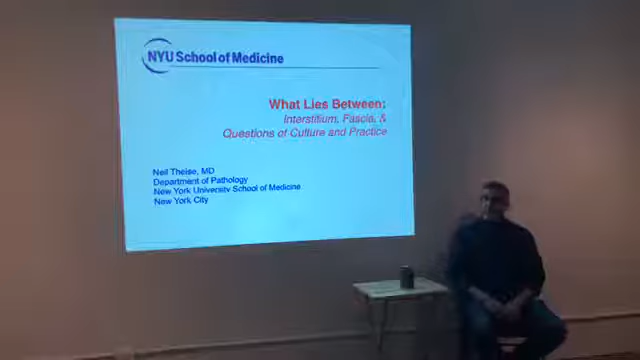 NYU School of Medicine
What Lies Between:
Interstitium, Fascia, &
Questions of Culture and Practice
Neil Theise, MD
Department of Pathology
New York University School of Medicine
New York City